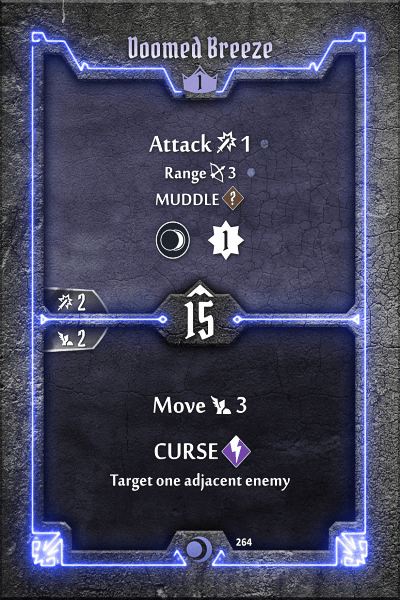 Doomed Breeze
1
Attack 1
Range 3
MUDDLE ?
1
2
15
2
Move 3
CURSE
Target one adjacent enemy
264